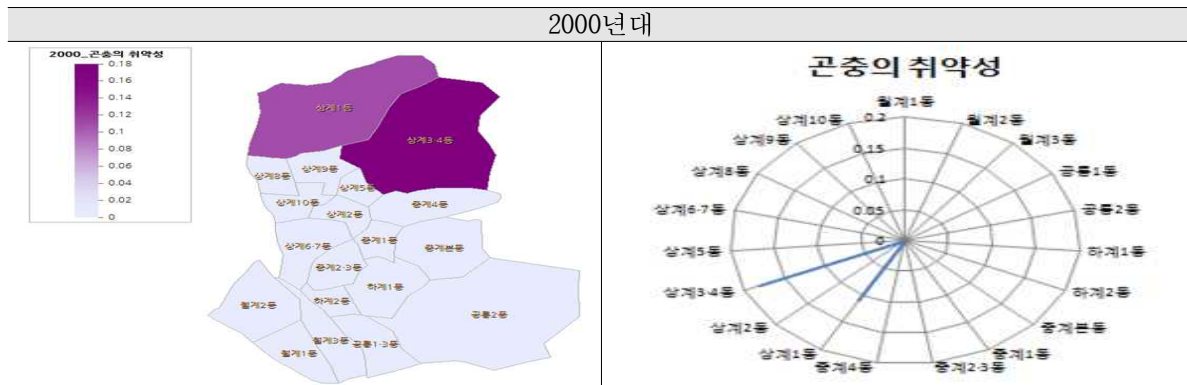 2000년대
2000_곤충의 취약성
0.18
0.16
0.14
0.12
0.1
0.08
0.06
0.04
0.02
0
상계1동
상계3·4동
상계8동
상계9동
상계5동
상계10동
상계2동
중계4동
상계6·7동
중계1동
중계본동
중계2·3동
하계1동
하계2동
월계2동
공릉2동
월계3동
공릉1·3동
월계1동
곤충의 취약성
월계1동
월계2동
월계3동
공릉1동
공릉2동
하계1동
하계2동
중계본동
중계1동
중계2·3동
중계4동
상계1동
상계2동
상계3·4동
상계5동
상계6·7동
상계8동
상계9동
상계10동
0.2
0.15
0.1
0.05
0